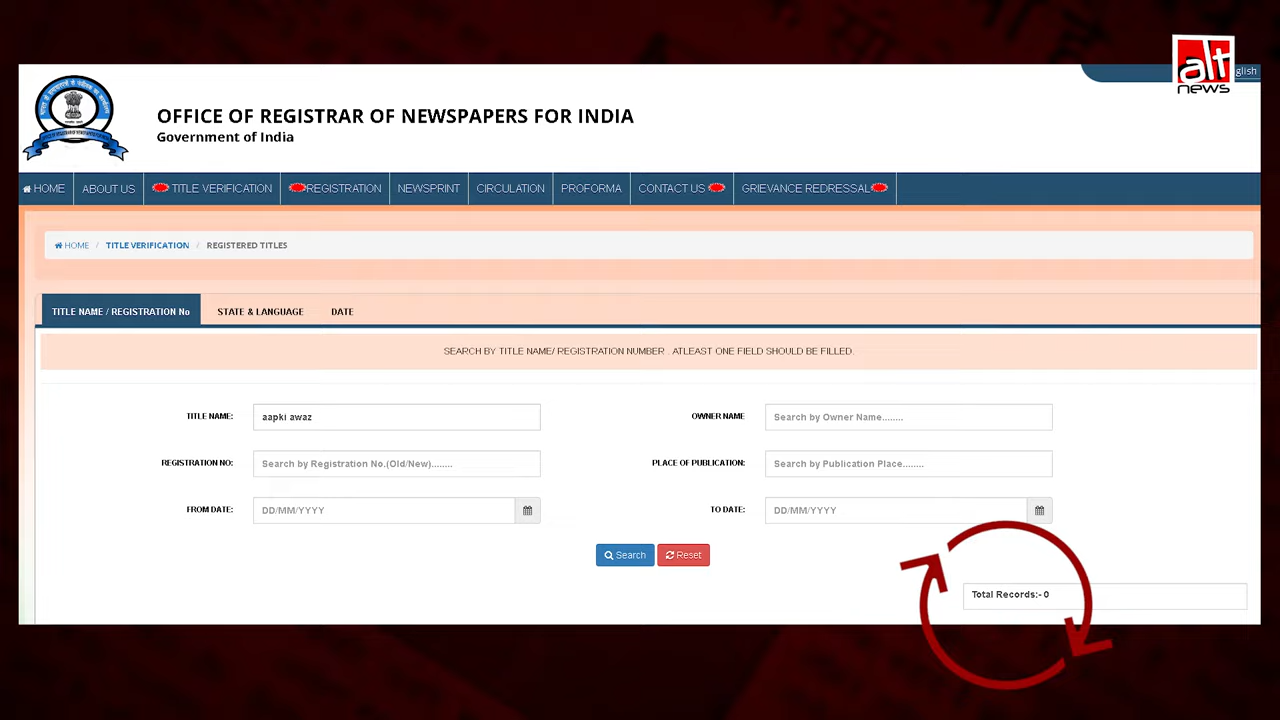 alt
news
glish
OFFICE OF REGISTRAR OF NEWSPAPERS FOR INDIA
Government of India
HOME
ABOUT US
TITLE VERIFICATION
REGISTRATION
NEWSPRINT
CIRCULATION
PROFORMA
CONTACT US
GRIEVANCE REDRESSAL
HOME / TITLE VERIFICATION / REGISTERED TITLES
TITLE NAME / REGISTRATION No
STATE & LANGUAGE
DATE
SEARCH BY TITLE NAME/ REGISTRATION NUMBER . ATLEAST ONE FIELD SHOULD BE FILLED.
TITLE NAME: aapki awaz
OWNER NAME Search by Owner Name........
REGISTRATION NO: Search by Registration No.(Old/New)........
PLACE OF PUBLICATION: Search by Publication Place........
FROM DATE: DD/MM/YYYY
TO DATE: DD/MM/YYYY
Search
Reset
Total Records:- 0